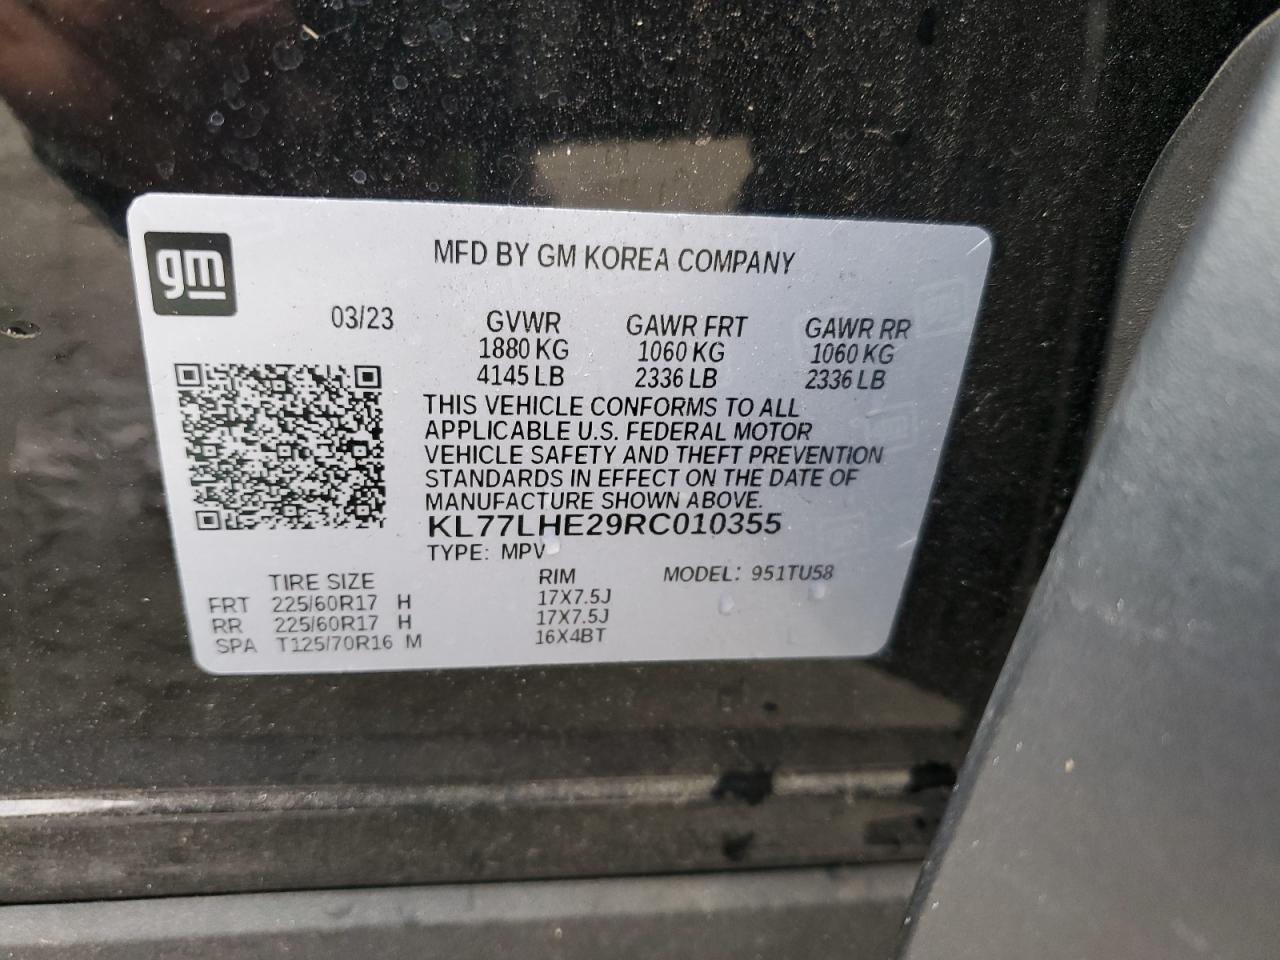 gm
MFD BY GM KOREA COMPANY
03/23 GVWR GAWR FRT GAWR RR
1880 KG 1060 KG 1060 KG
4145 LB 2336 LB 2336 LB
THIS VEHICLE CONFORMS TO ALL
APPLICABLE U.S. FEDERAL MOTOR
VEHICLE SAFETY AND THEFT PREVENTION
STANDARDS IN EFFECT ON THE DATE OF
MANUFACTURE SHOWN ABOVE.
KL77LHE29RC010355
TYPE: MPV
TIRE SIZE RIM MODEL: 951TU58
FRT 225/60R17 H 17X7.5J
RR 225/60R17 H 17X7.5J
SPA T125/70R16 M 16X4BT